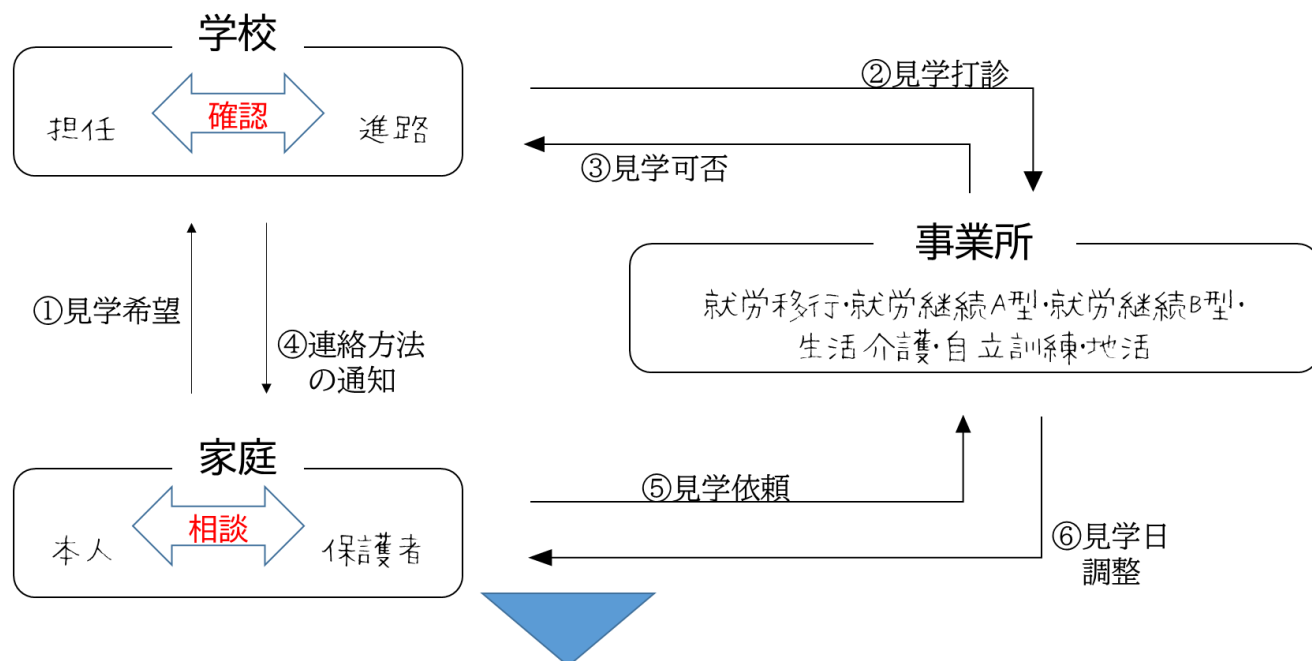 学校
確認
担任
進路
②見学打診
③見学可否
事業所
就労移行・就労継続A型・就労継続B型・
生活介護・自立訓練・地活
①見学希望
④連絡方法
の通知
家庭
相談
本人
保護者
⑤見学依頼
⑥見学日
調整